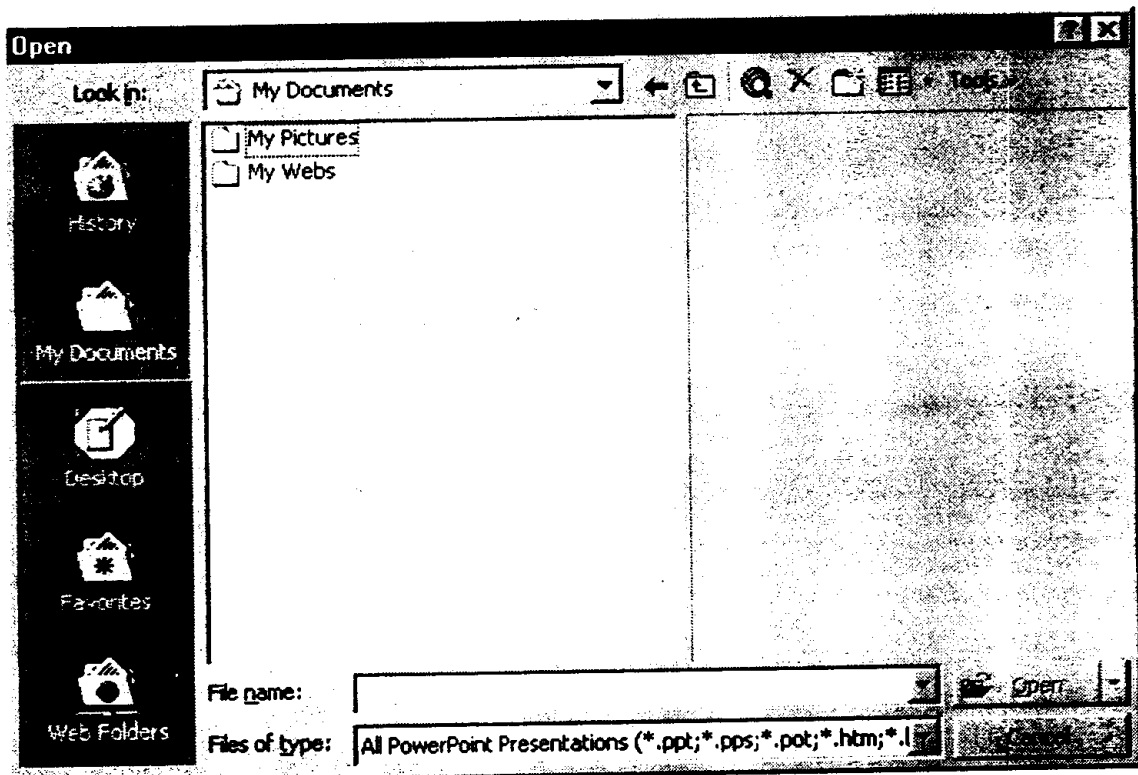 Open
Look in:
My Documents
Tools
My Pictures
My Webs
History
My Documents
Desktop
Favorites
Web Folders
File name:
Open
Files of type:
All PowerPoint Presentations (*.ppt;*.pps;*.pot;*.htm;*.
Cancel